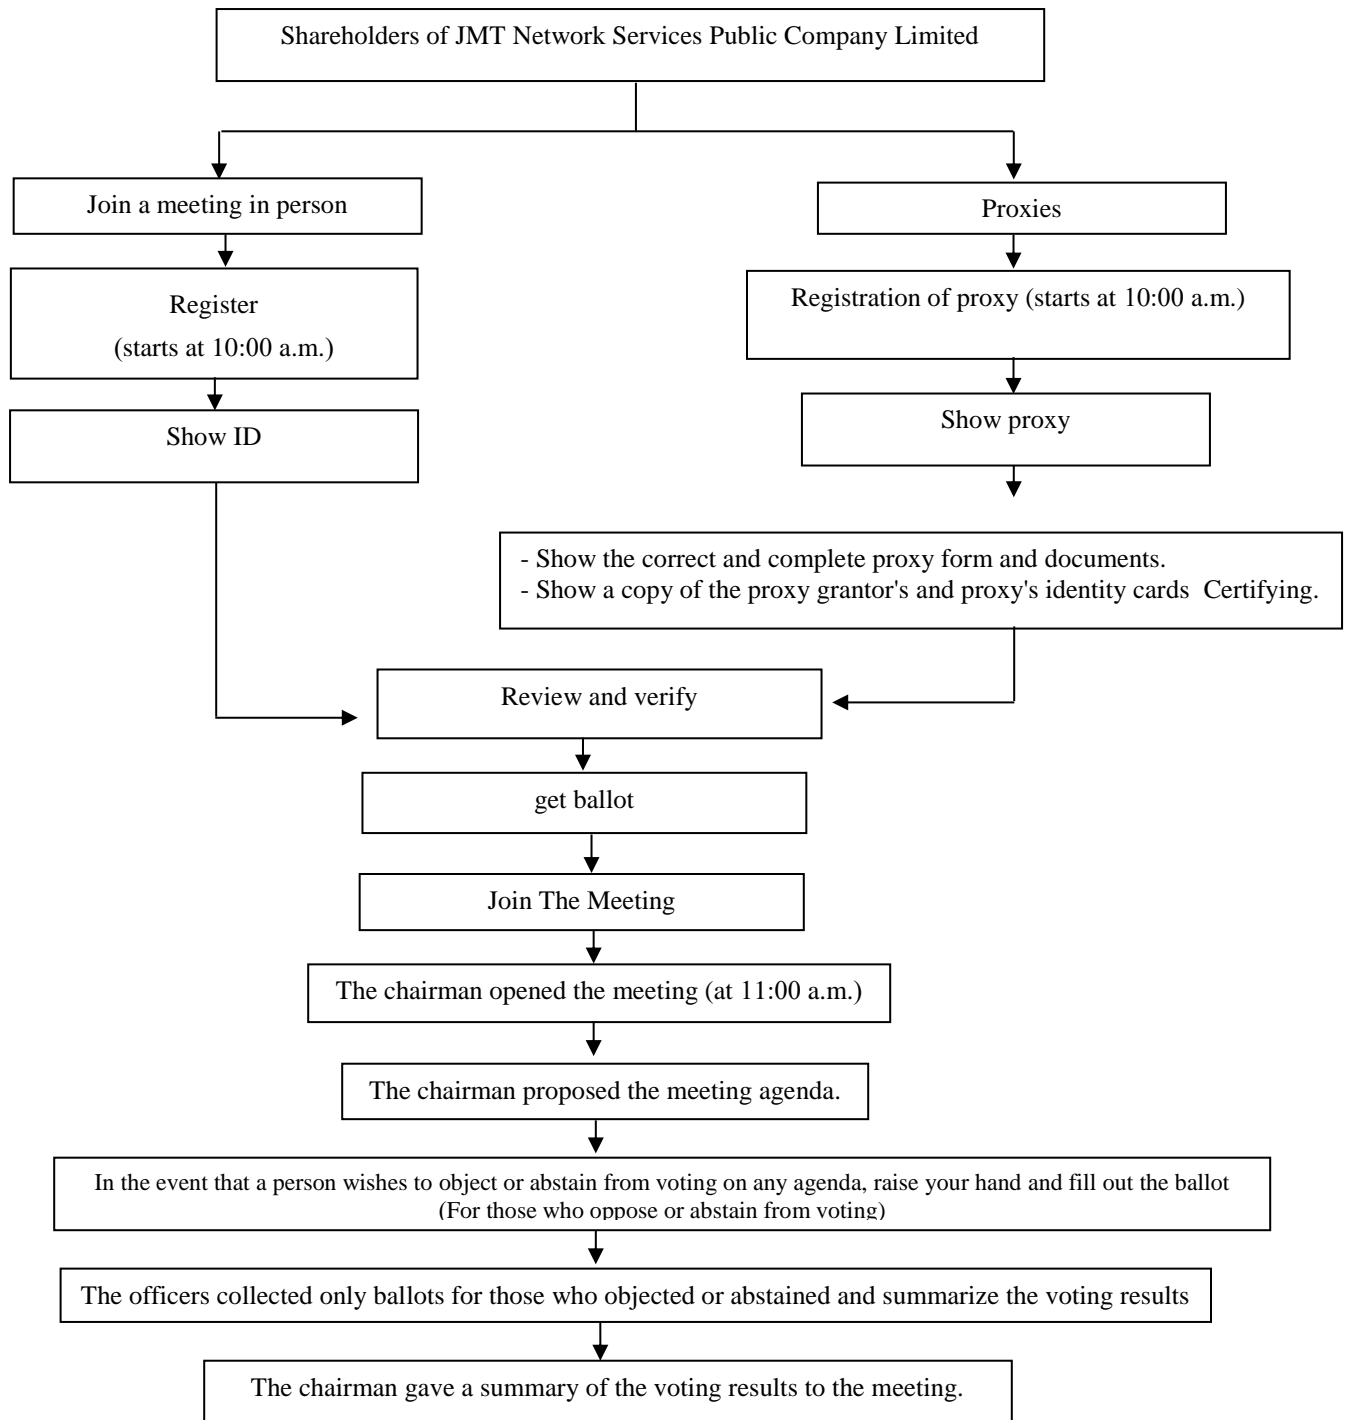 Shareholders of JMT Network Services Public Company Limited
Join a meeting in person
Proxies
Register
(starts at 10:00 a.m.)
Registration of proxy (starts at 10:00 a.m.)
Show ID
Show proxy
- Show the correct and complete proxy form and documents.
- Show a copy of the proxy grantor's and proxy's identity cards  Certifying.
Review and verify
get ballot
Join The Meeting
The chairman opened the meeting (at 11:00 a.m.)
The chairman proposed the meeting agenda.
In the event that a person wishes to object or abstain from voting on any agenda, raise your hand and fill out the ballot
(For those who oppose or abstain from voting)
The officers collected only ballots for those who objected or abstained and summarize the voting results
The chairman gave a summary of the voting results to the meeting.